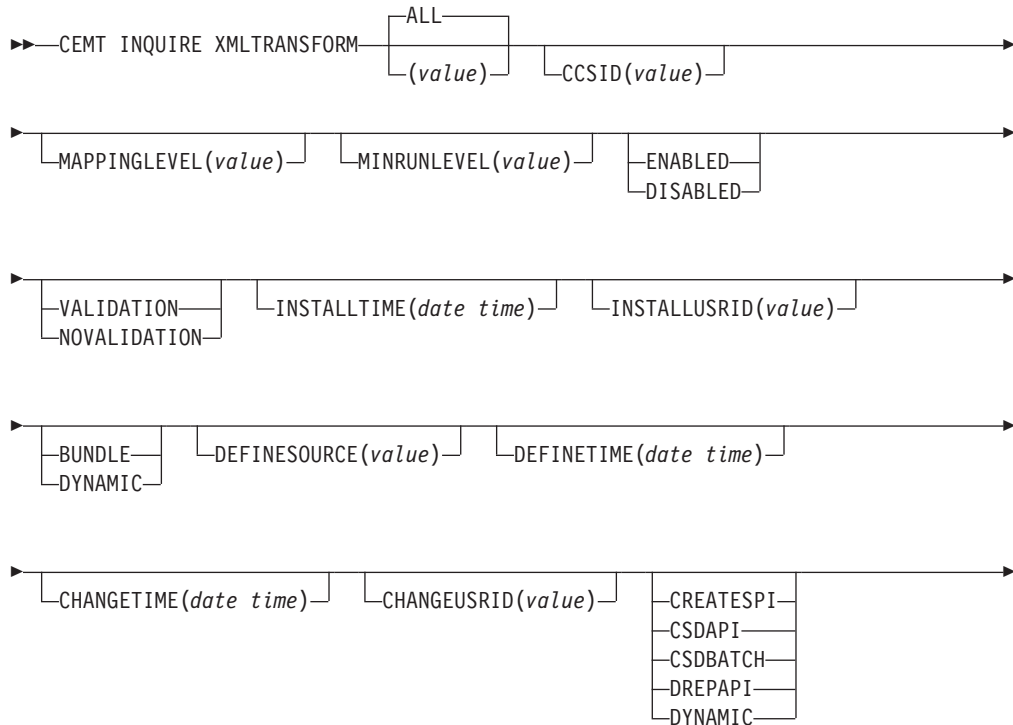 ALL
CEMT INQUIRE XMLTRANSFORM
(value)
CCSID(value)
MAPPINGLEVEL(value)
MINRUNLEVEL(value)
ENABLED
DISABLED
VALIDATION
NOVALIDATION
INSTALLTIME(date time)
INSTALLUSRID(value)
BUNDLE
DYNAMIC
DEFINESOURCE(value)
DEFINETIME(date time)
CHANGETIME(date time)
CHANGEUSRID(value)
CREATESPI
CSDAPI
CSDBATCH
DREPAPI
DYNAMIC